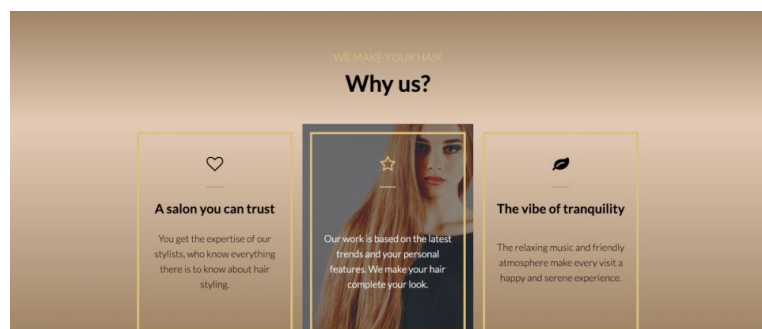 WE MAKE YOUR HAIR
Why us?
A salon you can trust
You get the expertise of our
stylists, who know everything
there is to know about hair
styling.
Our work is based on the latest
trends and your personal
features. We make your hair
complete your look.
The vibe of tranquility
The relaxing music and friendly
atmosphere make every visit a
happy and serene experience.